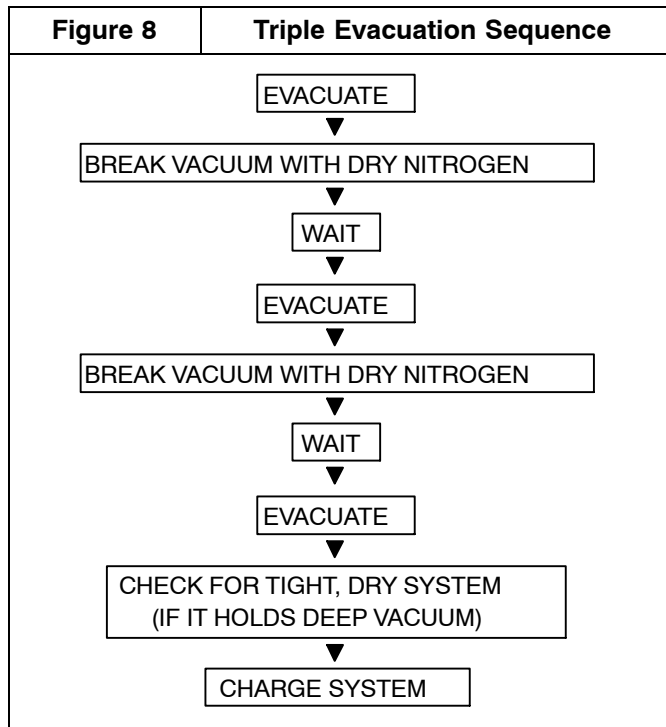 Figure 8 Triple Evacuation Sequence
EVACUATE
BREAK VACUUM WITH DRY NITROGEN
WAIT
EVACUATE
BREAK VACUUM WITH DRY NITROGEN
WAIT
EVACUATE
CHECK FOR TIGHT, DRY SYSTEM
(IF IT HOLDS DEEP VACUUM)
CHARGE SYSTEM